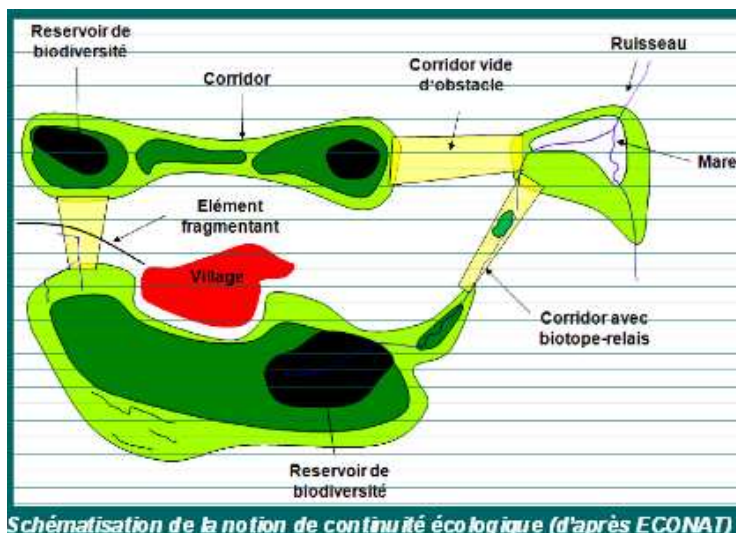 Reservoir de
biodiversité
Corridor
Corridor vide
d'obstacle
Ruisseau
Mare
Elément
fragmentant
Village
Corridor avec
biotope-relais
Reservoir de
biodiversité
Schématisation de la notion de continuité écologique (d'après ECONAT)